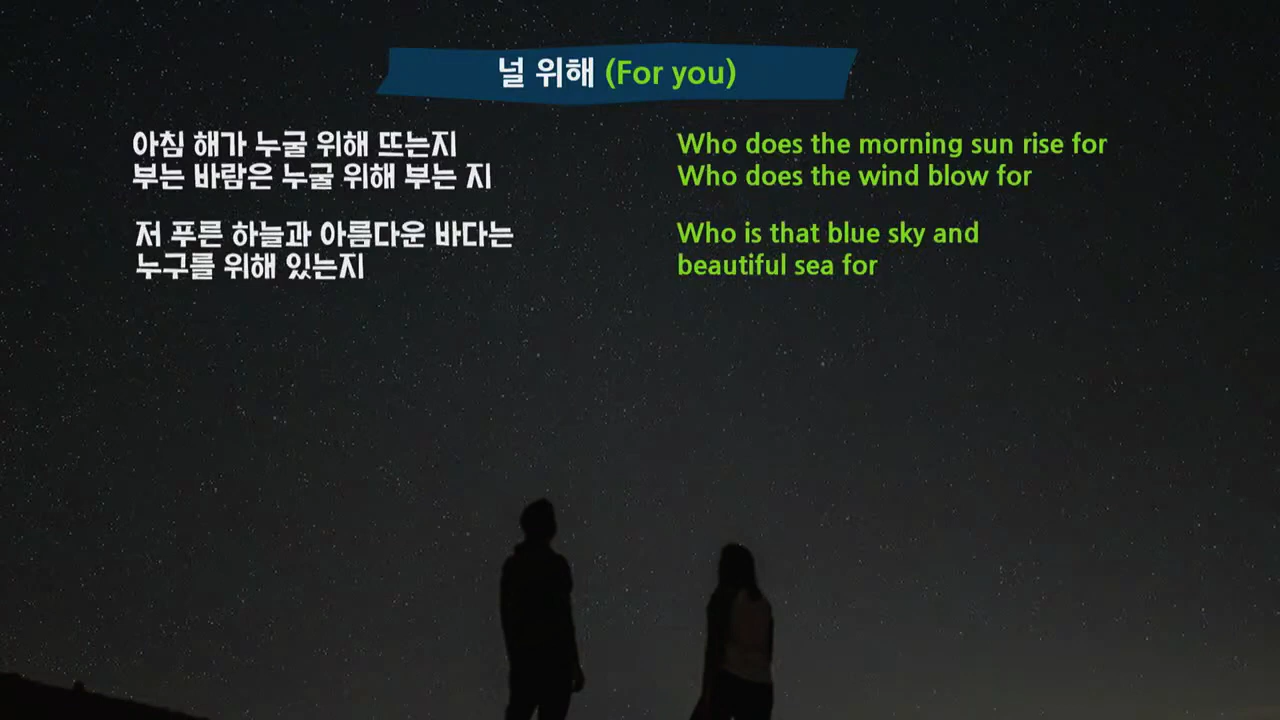 널 위해 (For you)
아침 해가 누굴 위해 뜨는지
부는 바람은 누굴 위해 부는 지
저 푸른 하늘과 아름다운 바다는
누구를 위해 있는지
Who does the morning sun rise for
Who does the wind blow for
Who is that blue sky and
beautiful sea for